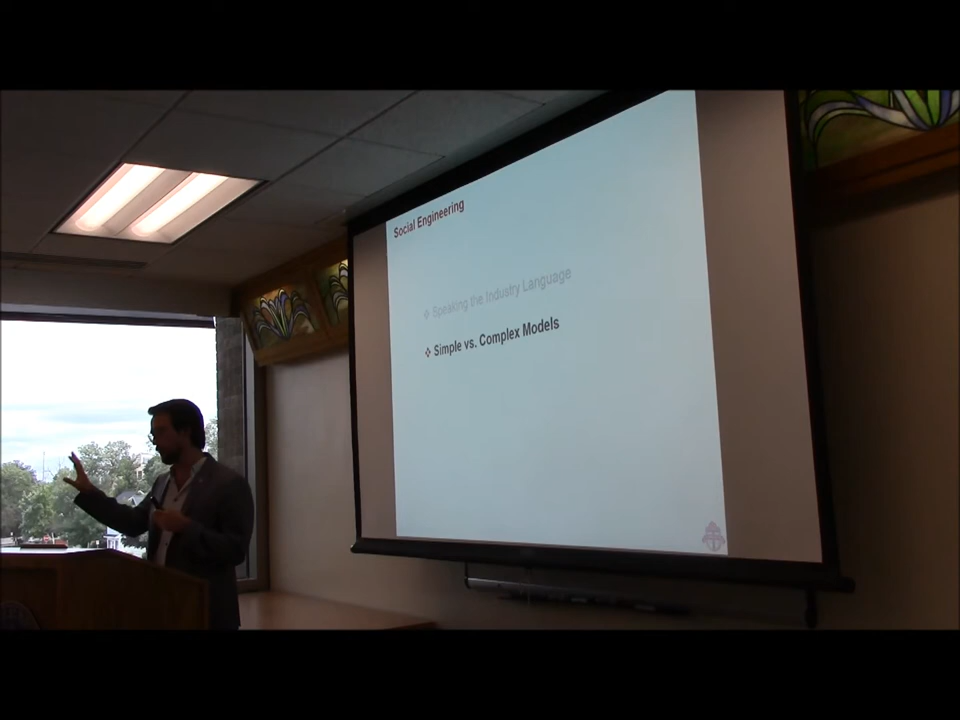 Social Engineering
Speaking the Industry Language
Simple vs. Complex Models